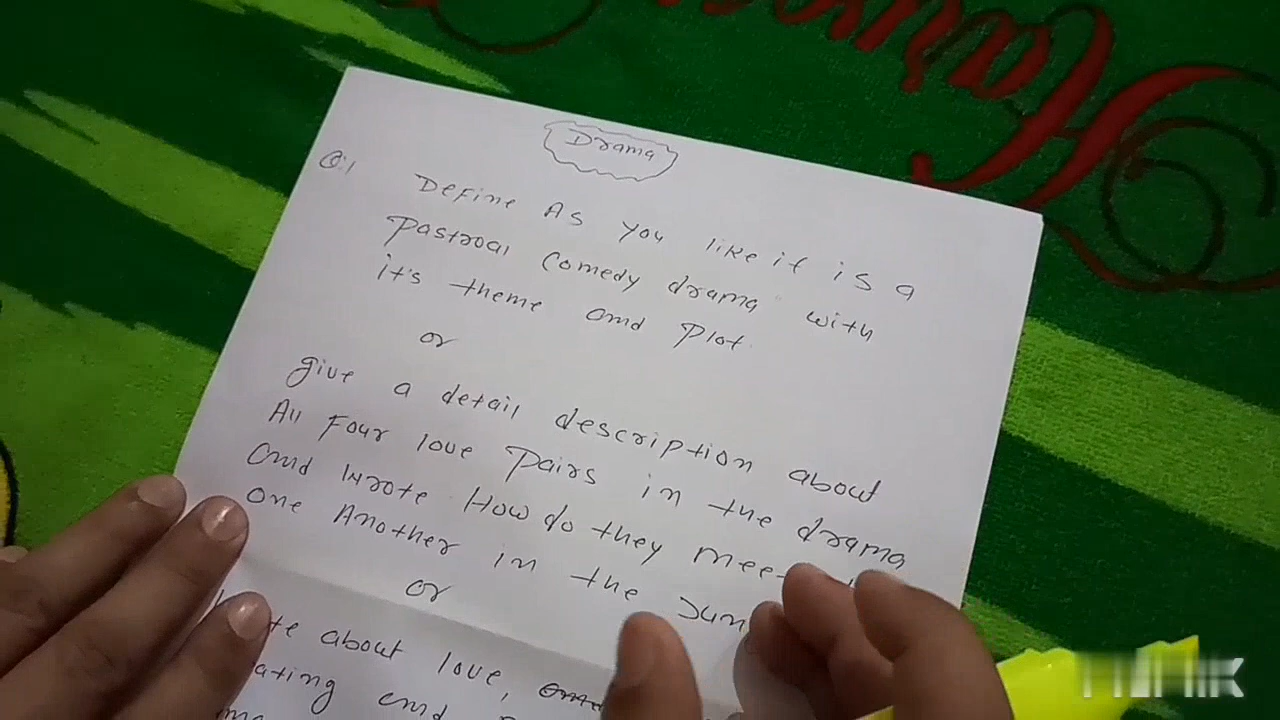 Drama
Q:1
Define As you like it is a
Pastroal Comedy drama with
it's theme and Plot.
or
give a detail description about
All Four love Pairs in the drama
and wrote How do they meet
one Another in the
or
about love,
and